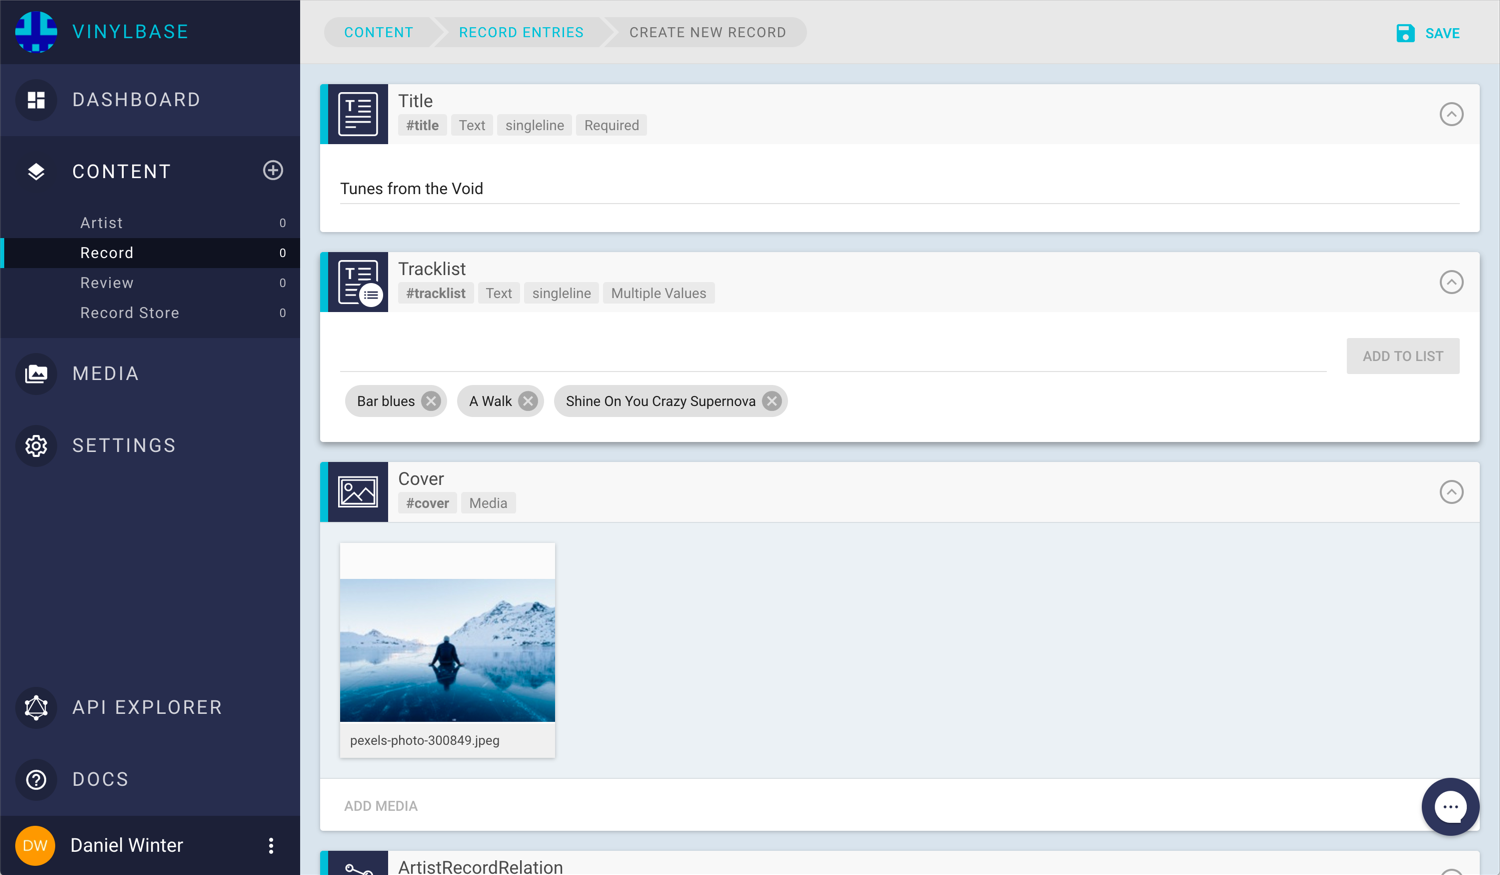 VINYLBASE
DASHBOARD
CONTENT
Artist 0
Record 0
Review 0
Record Store 0
MEDIA
SETTINGS
API EXPLORER
DOCS
DW Daniel Winter
CONTENT RECORD ENTRIES CREATE NEW RECORD SAVE
T Title
#title Text singleline Required
Tunes from the Void
T Tracklist
#tracklist Text singleline Multiple Values
ADD TO LIST
Bar blues A Walk Shine On You Crazy Supernova
Cover
#cover Media
pexels-photo-300849.jpeg
ADD MEDIA
ArtistRecordRelation